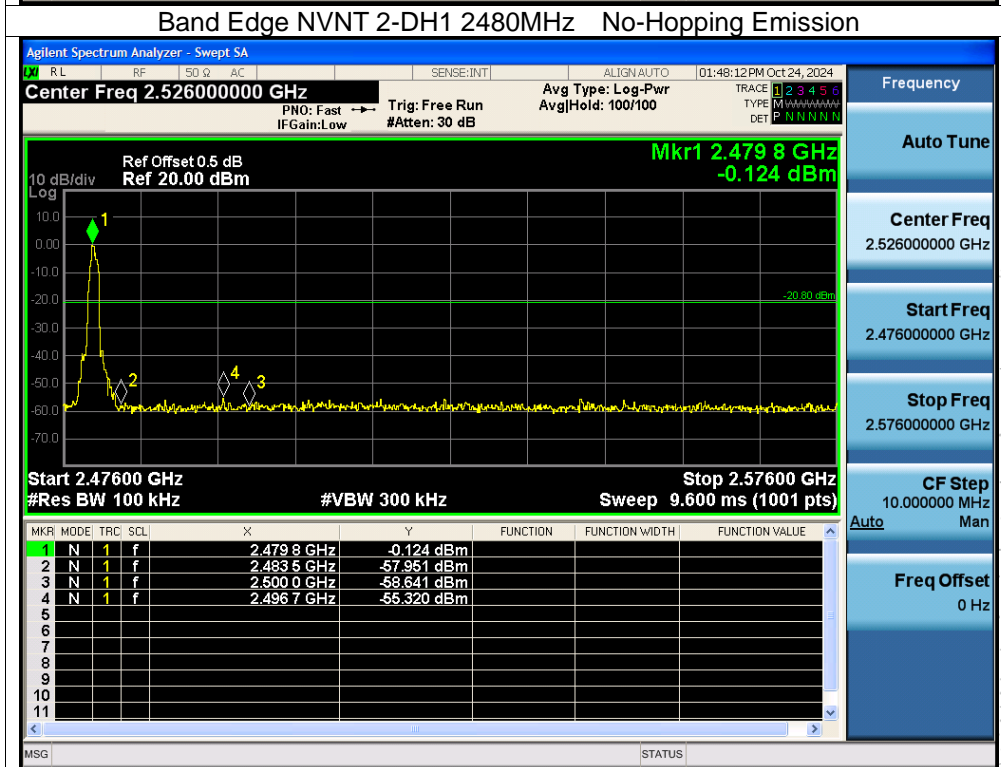 Band Edge NVNT 2-DH1 2480MHz No-Hopping Emission
Agilent Spectrum Analyzer - Swept SA
LXI RL RF 50 Ω AC SENSE:INT ALIGN AUTO 01:48:12 PM Oct 24, 2024
Center Freq 2.526000000 GHz
PNO: Fast
IFGain:Low
Trig: Free Run
#Atten: 30 dB
Avg Type: Log-Pwr
Avg|Hold: 100/100
TRACE 1 2 3 4 5 6
TYPE M WWWWW
DET P N N N N N
Mkr1 2.479 8 GHz
-0.124 dBm
Ref Offset 0.5 dB
10 dB/div Ref 20.00 dBm
Log
10.0
0.00
-10.0
-20.0
-30.0
-40.0
-50.0
-60.0
-70.0
1
2
4
3
-20.80 dBm
Start 2.47600 GHz Stop 2.57600 GHz
#Res BW 100 kHz #VBW 300 kHz Sweep 9.600 ms (1001 pts)
MKR MODE TRC SCL X Y FUNCTION FUNCTION WIDTH FUNCTION VALUE
1 N 1 f 2.479 8 GHz -0.124 dBm
2 N 1 f 2.483 5 GHz -57.951 dBm
3 N 1 f 2.500 0 GHz -58.641 dBm
4 N 1 f 2.496 7 GHz -55.320 dBm
5
6
7
8
9
10
11
MSG STATUS
Frequency
Auto Tune
Center Freq
2.526000000 GHz
Start Freq
2.476000000 GHz
Stop Freq
2.576000000 GHz
CF Step
10.000000 MHz
Auto Man
Freq Offset
0 Hz